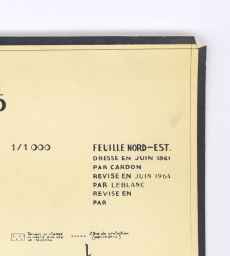 1/1 000
FEUILLE NORD-EST.
DRESSE EN JUIN 1961
PAR CARDON
REVISE EN JUIN 1964
PAR LEBLANC
REVISE EN
PAR